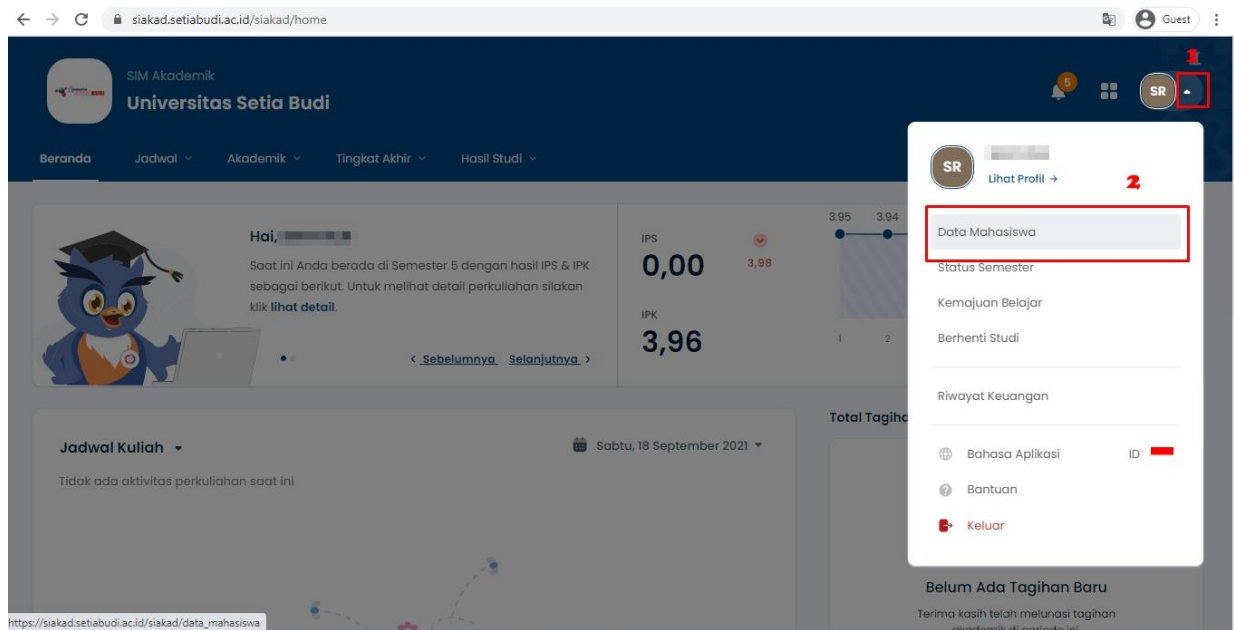 siakad.setiabudi.ac.id/siakad/home
Guest
1
SIM Akademik
Universitas Setia Budi
5
SR
Beranda
Jadwal
Akademik
Tingkat Akhir
Hasil Studi
SR
Lihat Profil →
2
Data Mahasiswa
Status Semester
Kemajuan Belajar
Berhenti Studi
Riwayat Keuangan
Bahasa Aplikasi ID
Bantuan
Keluar
Hai,
Saat ini Anda berada di Semester 5 dengan hasil IPS & IPK
sebagai berikut. Untuk melihat detail perkuliahan silakan
klik lihat detail.
< Sebelumnya Selanjutnya >
IPS
0,00 3,98
IPK
3,96
3.95 3.94
1 2
Jadwal Kuliah
Sabtu, 18 September 2021
Tidak ada aktivitas perkuliahan saat ini
Total Tagiha
Belum Ada Tagihan Baru
Terima kasih telah melunasi tagihan
akademik di periode ini
https://siakad.setiabudi.ac.id/siakad/data_mahasiswa